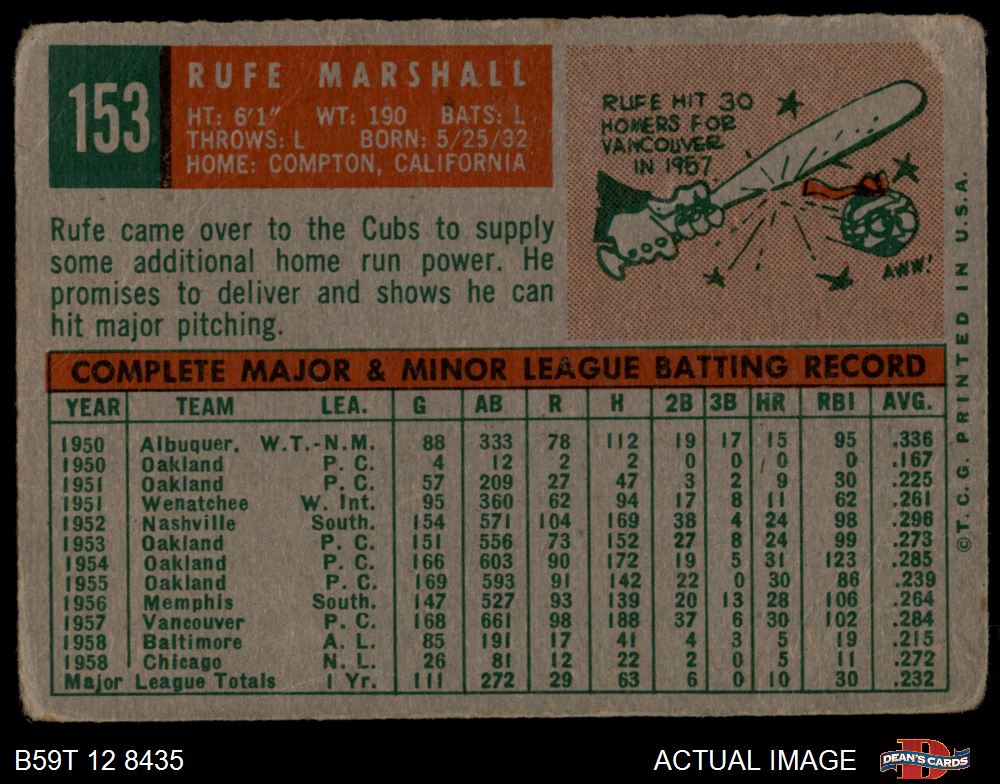 153
RUFE MARSHALL
HT: 6'1" WT: 190 BATS: L
THROWS: L BORN: 5/25/32
HOME: COMPTON, CALIFORNIA
RUFE HIT 30
HOMERS FOR
VANCOUVER
IN 1957
AWW!
Rufe came over to the Cubs to supply
some additional home run power. He
promises to deliver and shows he can
hit major pitching.
COMPLETE MAJOR & MINOR LEAGUE BATTING RECORD
YEAR TEAM LEA. G AB R H 2B 3B HR RBI AVG.
1950 Albuquer. W.T.-N.M. 88 333 78 112 19 17 15 95 .336
1950 Oakland P. C. 4 12 2 2 0 0 0 0 .167
1951 Oakland P. C. 57 209 27 47 3 2 9 30 .225
1951 Wenatchee W. Int. 95 360 62 94 17 8 11 62 .261
1952 Nashville South. 154 571 104 169 38 4 24 98 .296
1953 Oakland P. C. 151 556 73 152 27 8 24 99 .273
1954 Oakland P. C. 166 603 90 172 19 5 31 123 .285
1955 Oakland P. C. 169 593 91 142 22 0 30 86 .239
1956 Memphis South. 147 527 93 139 20 13 28 106 .264
1957 Vancouver P. C. 168 661 98 188 37 6 30 102 .284
1958 Baltimore A. L. 85 191 17 41 4 3 5 19 .215
1958 Chicago N. L. 26 81 12 22 2 0 5 11 .272
Major League Totals 1 Yr. 111 272 29 63 6 0 10 30 .232
©T.C.G. PRINTED IN U.S.A.
B59T 12 8435
ACTUAL IMAGE
D
DEAN'S CARDS